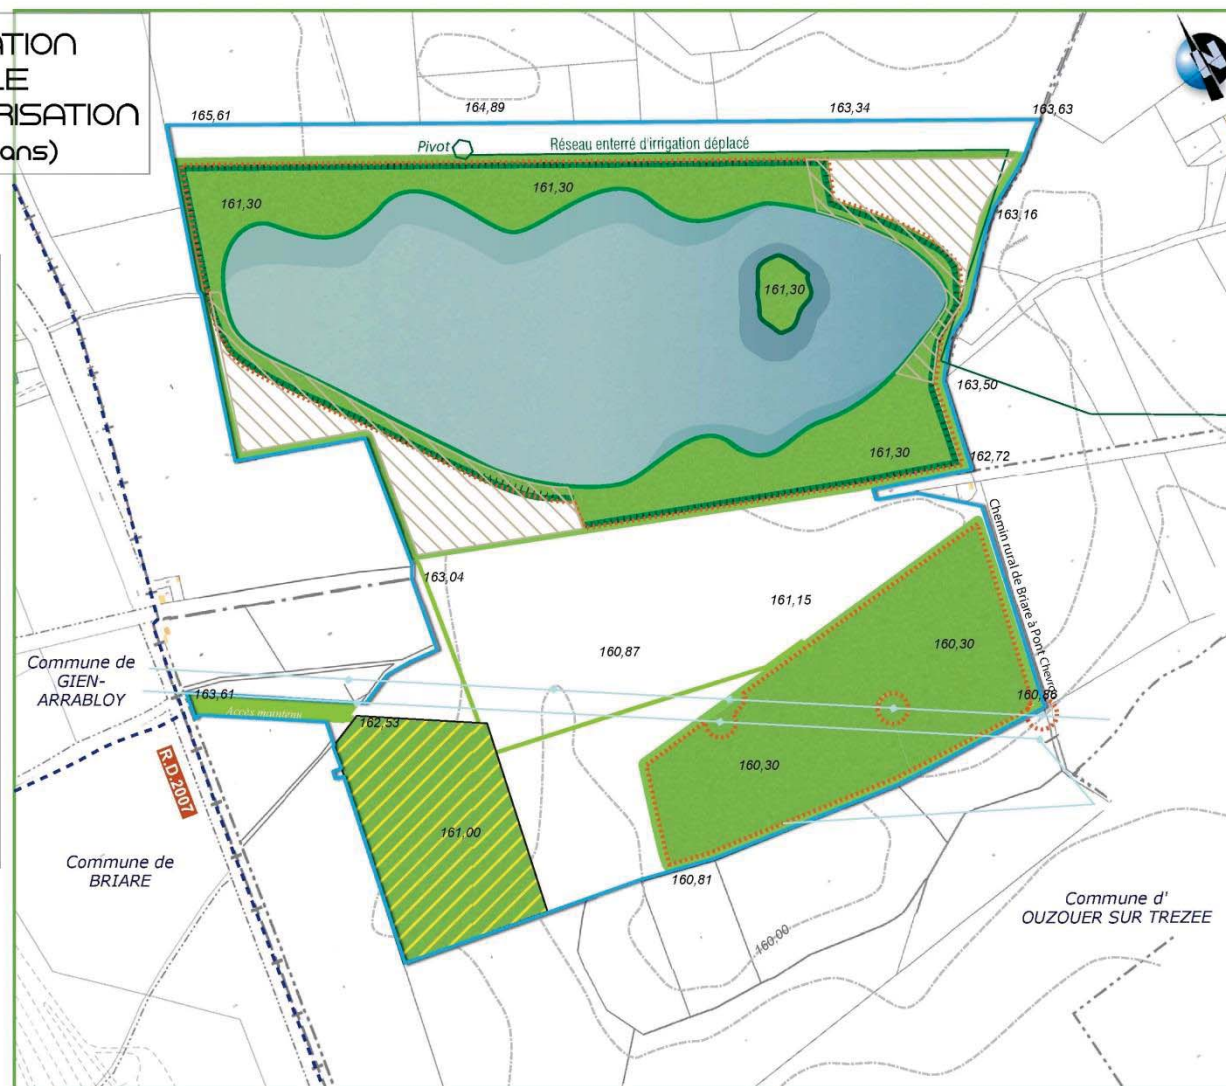 ATION
LE
RISATION
ans)
165,61
164,89
163,34
163,63
Pivot
Réseau enterré d'irrigation déplacé
161,30
161,30
163,16
161,30
163,50
161,30
162,72
Chemin rural de Briare à Pont Chevro
163,04
161,15
160,87
160,30
Commune de
GIEN-
ARRABLOY
163,61
Accès maintenu
162,53
160,86
R.D.2007
160,30
161,00
Commune de
BRIARE
160,81
Commune d'
OUZOUER SUR TREZEE
160,00